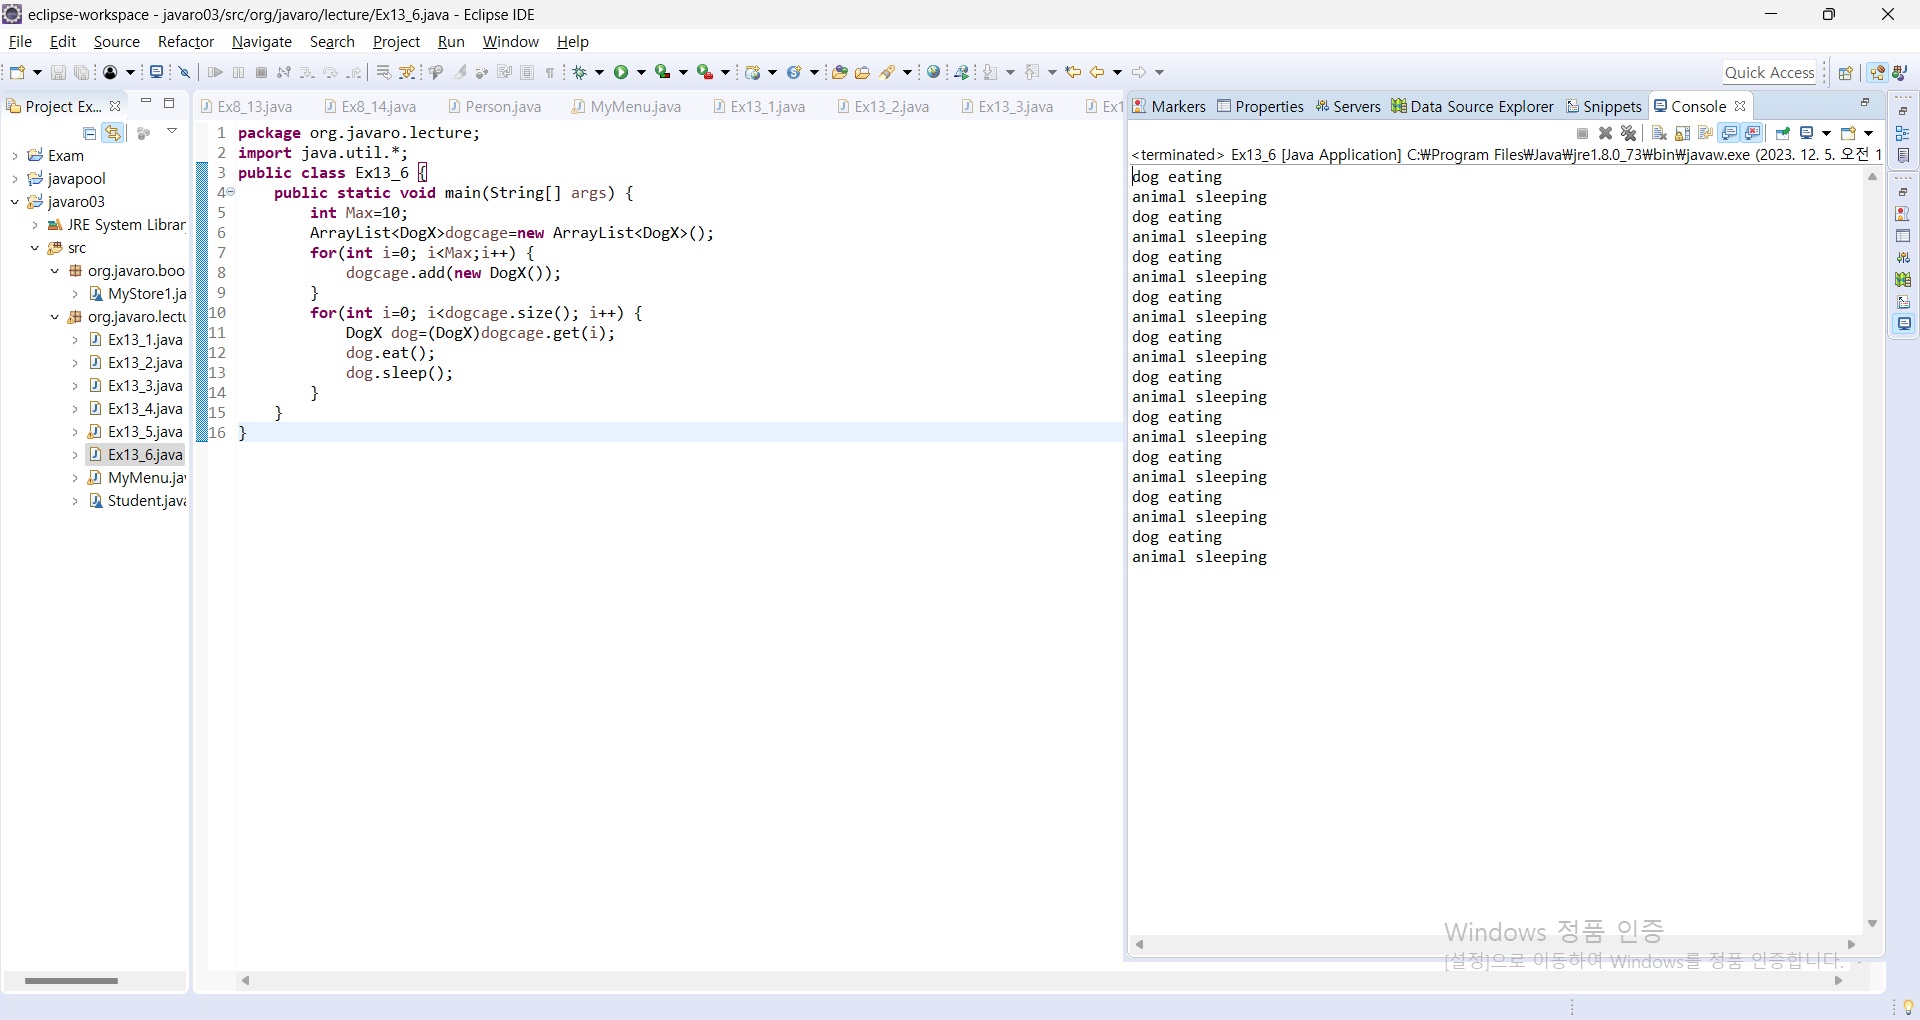 eclipse-workspace - javaro03/src/org/javaro/lecture/Ex13_6.java - Eclipse IDE
File Edit Source Refactor Navigate Search Project Run Window Help
Quick Access
Project Ex...
Exam
javapool
javaro03
JRE System Librar
src
org.javaro.boo
MyStore1.ja
org.javaro.lectu
Ex13_1.java
Ex13_2.java
Ex13_3.java
Ex13_4.java
Ex13_5.java
Ex13_6.java
MyMenu.jav
Student.java
Ex8_13.java Ex8_14.java Person.java MyMenu.java Ex13_1.java Ex13_2.java Ex13_3.java Ex1
1 package org.javaro.lecture;
2 import java.util.*;
3 public class Ex13_6 {
4 public static void main(String[] args) {
5 int Max=10;
6 ArrayList<DogX>dogcage=new ArrayList<DogX>();
7 for(int i=0; i<Max;i++) {
8 dogcage.add(new DogX());
9 }
10 for(int i=0; i<dogcage.size(); i++) {
11 DogX dog=(DogX)dogcage.get(i);
12 dog.eat();
13 dog.sleep();
14 }
15 }
16 }
Markers Properties Servers Data Source Explorer Snippets Console
<terminated> Ex13_6 [Java Application] C:₩Program Files₩Java₩jre1.8.0_73₩bin₩javaw.exe (2023. 12. 5. 오전 1
dog eating
animal sleeping
dog eating
animal sleeping
dog eating
animal sleeping
dog eating
animal sleeping
dog eating
animal sleeping
dog eating
animal sleeping
dog eating
animal sleeping
dog eating
animal sleeping
dog eating
animal sleeping
dog eating
animal sleeping
Windows 정품 인증
[설정]으로 이동하여 Windows를 정품 인증합니다.